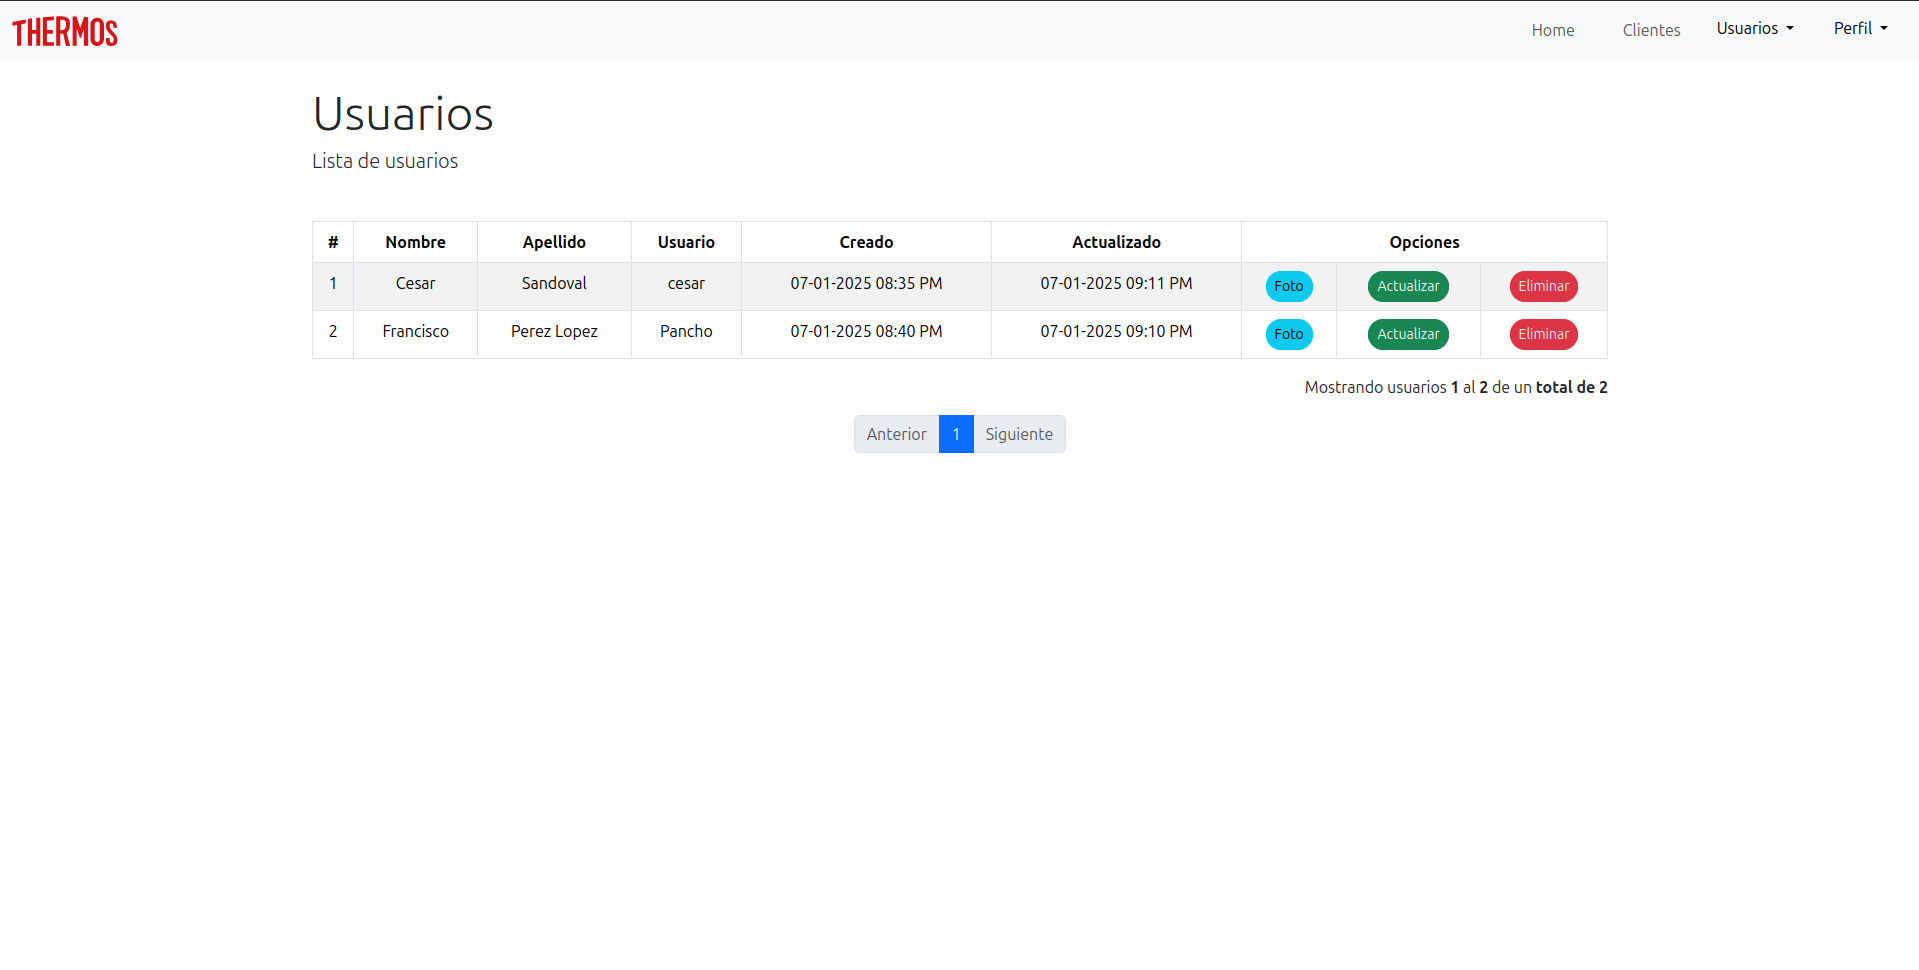 THERMOS Home Clientes Usuarios Perfil
Usuarios
Lista de usuarios
# Nombre Apellido Usuario Creado Actualizado Opciones
1 Cesar Sandoval cesar 07-01-2025 08:35 PM 07-01-2025 09:11 PM Foto Actualizar Eliminar
2 Francisco Perez Lopez Pancho 07-01-2025 08:40 PM 07-01-2025 09:10 PM Foto Actualizar Eliminar
Mostrando usuarios 1 al 2 de un total de 2
Anterior 1 Siguiente